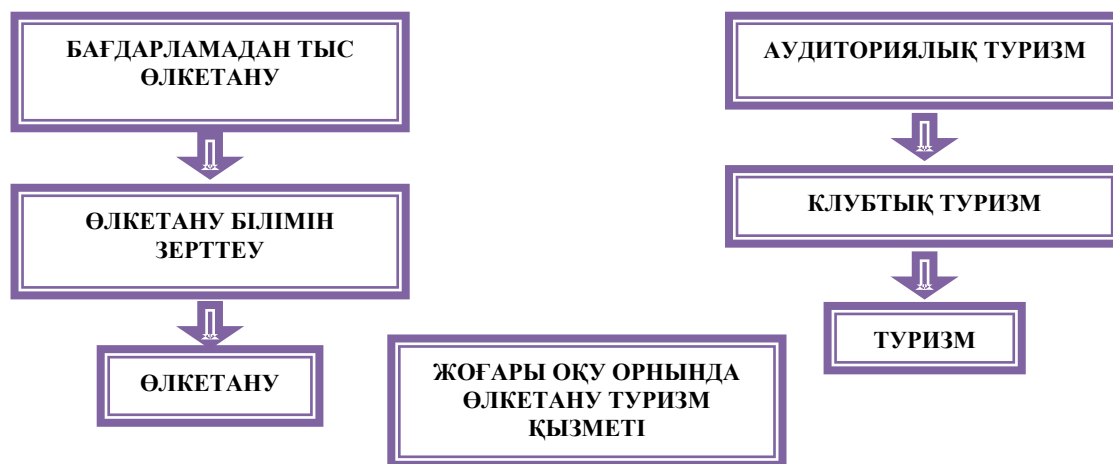 БАҒДАРЛАМАДАН ТЫС
ӨЛКЕТАНУ
АУДИТОРИЯЛЫҚ ТУРИЗМ
ӨЛКЕТАНУ БІЛІМІН
ЗЕРТТЕУ
КЛУБТЫҚ ТУРИЗМ
ӨЛКЕТАНУ
ЖОҒАРЫ ОҚУ ОРНЫНДА
ӨЛКЕТАНУ ТУРИЗМ
ҚЫЗМЕТІ
ТУРИЗМ